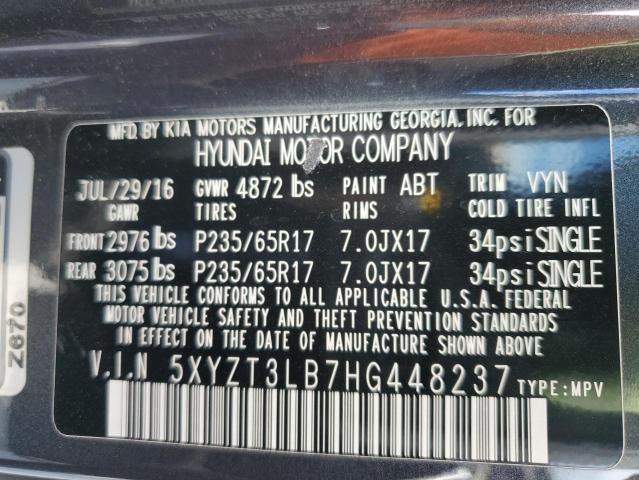 MFD. BY KIA MOTORS MANUFACTURING GEORGIA, INC. FOR
HYUNDAI MOTOR COMPANY
JUL/29/16 GVWR 4872 lbs PAINT ABT TRIM VYN
GAWR TIRES RIMS COLD TIRE INFL
FRONT 2976 lbs P235/65R17 7.0JX17 34psi SINGLE
REAR 3075 lbs P235/65R17 7.0JX17 34psi SINGLE
THIS VEHICLE CONFORMS TO ALL APPLICABLE U.S.A. FEDERAL
MOTOR VEHICLE SAFETY AND THEFT PREVENTION STANDARDS
IN EFFECT ON THE DATE OF MANUFACTURE SHOWN ABOVE.
V.I.N 5XYZT3LB7HG448237 TYPE:MPV
Z670